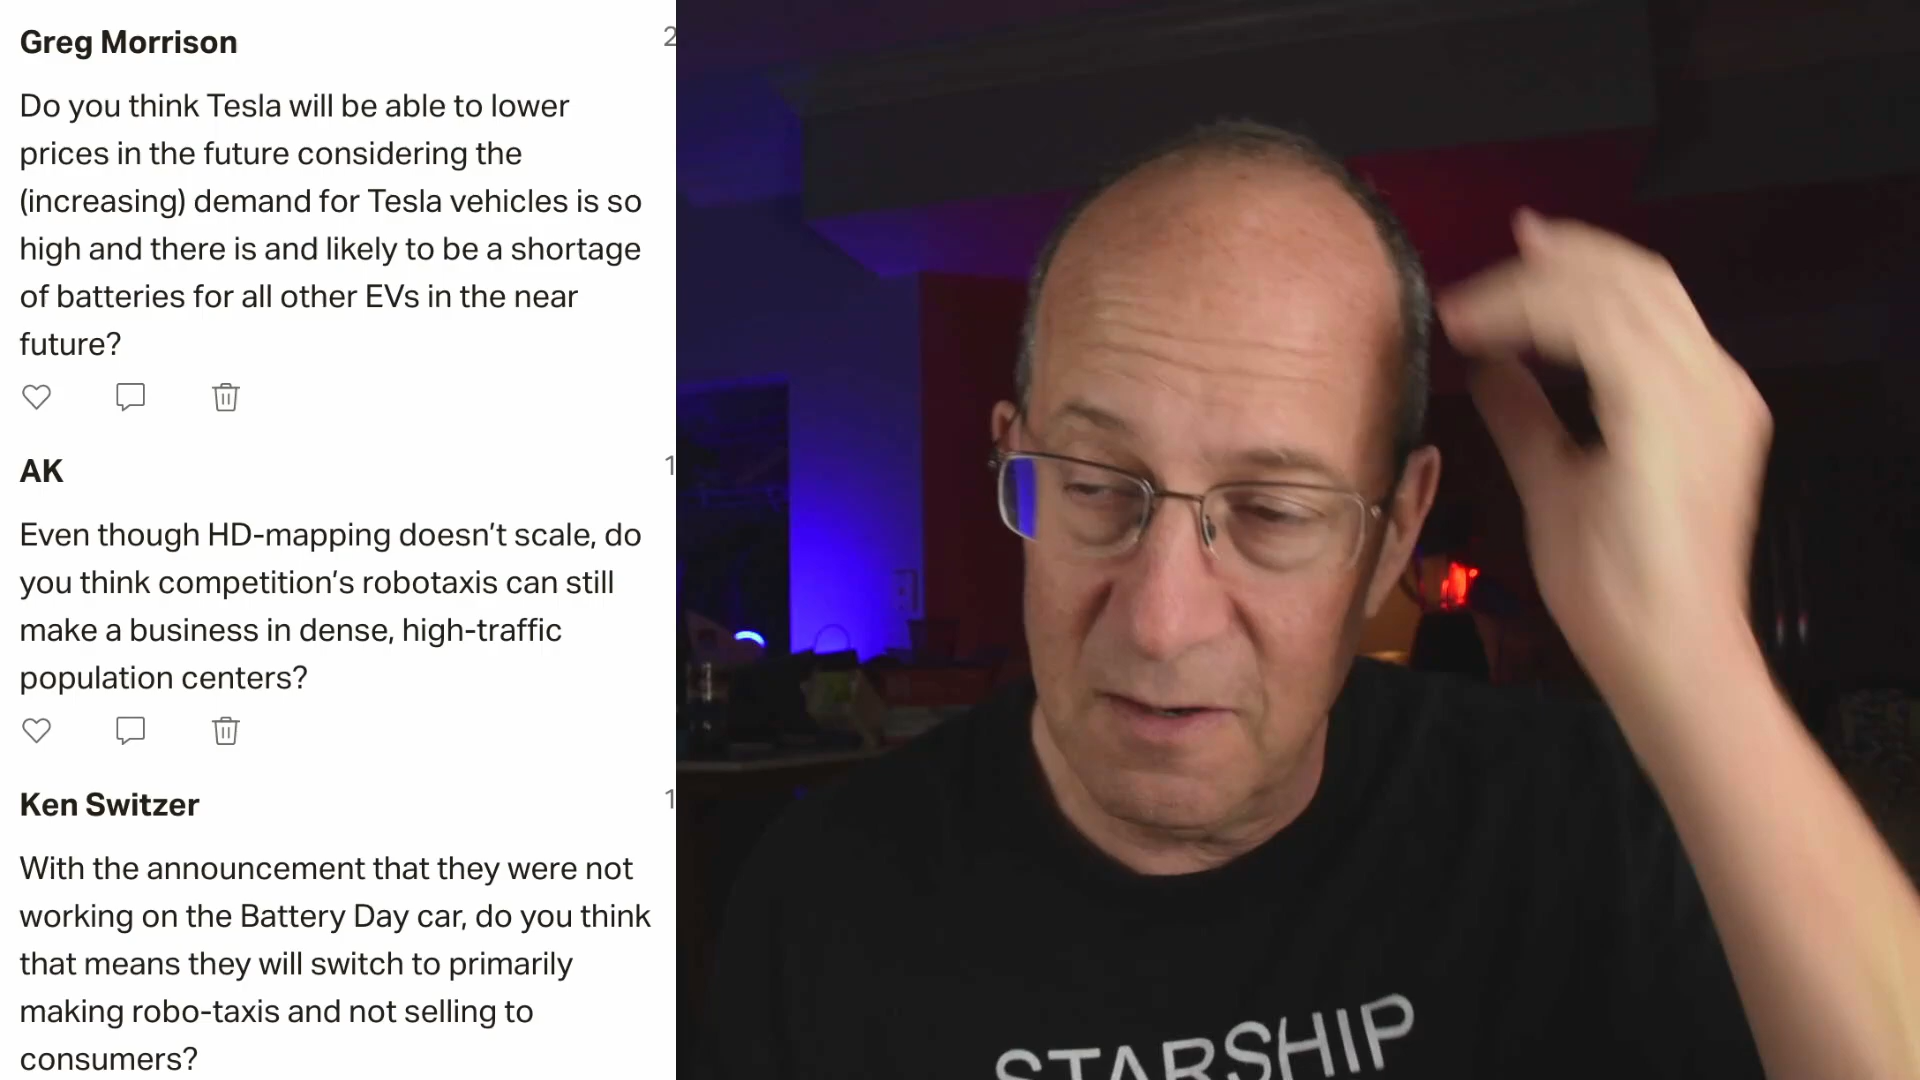 Greg Morrison
2
Do you think Tesla will be able to lower
prices in the future considering the
(increasing) demand for Tesla vehicles is so
high and there is and likely to be a shortage
of batteries for all other EVs in the near
future?
AK
1
Even though HD-mapping doesn’t scale, do
you think competition’s robotaxis can still
make a business in dense, high-traffic
population centers?
Ken Switzer
1
With the announcement that they were not
working on the Battery Day car, do you think
that means they will switch to primarily
making robo-taxis and not selling to
consumers?
STARSHIP